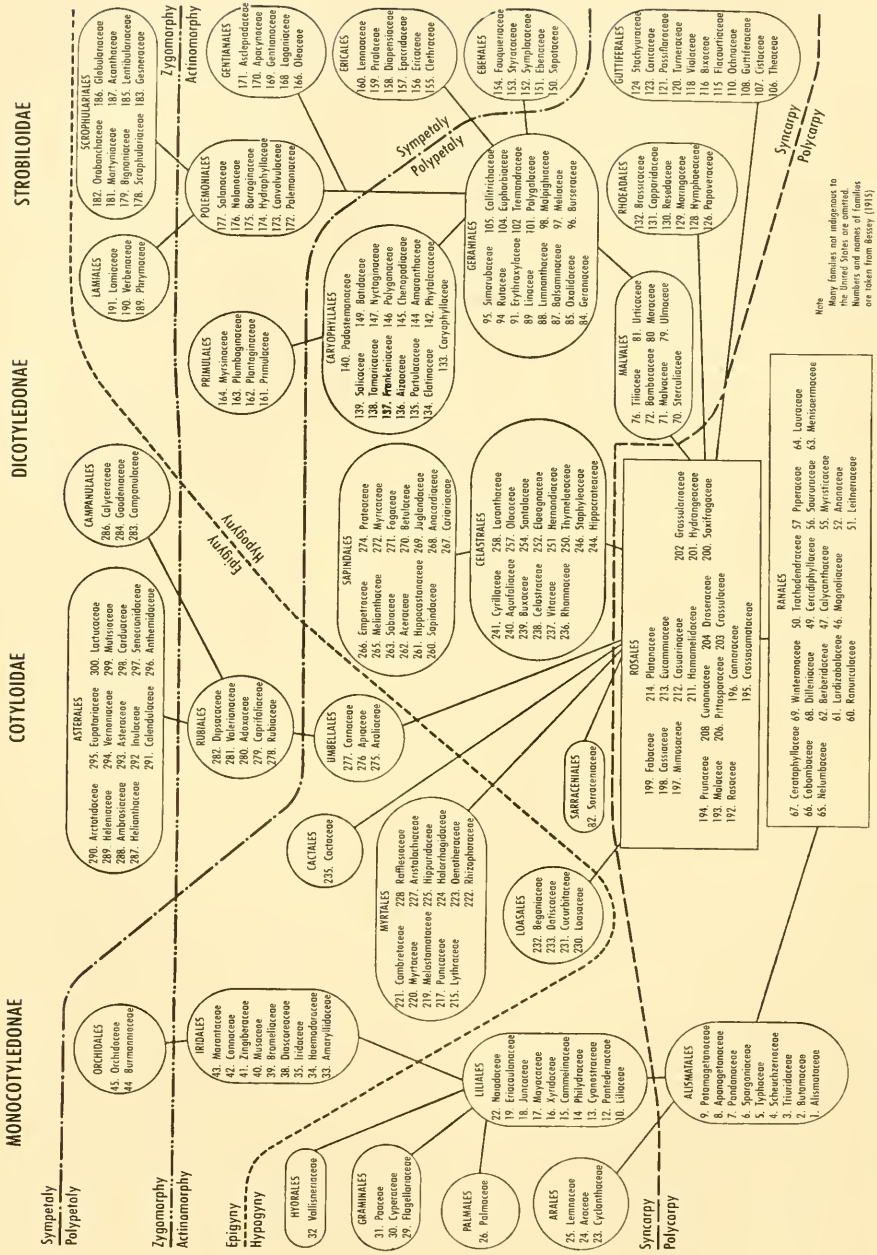 MONOCOTYLEDONAE
DICOTYLEDONAE
COTYLOIDAE
STROBILOIDAE
Sympetaly
Polypetaly
Zygomorphy
Actinomorphy
Epigyny
Hypogyny
Syncarpy
Polycarpy
ORCHIDALES
45. Orchidaceae
44 Burmanniaceae
IRIDALES
43. Marantaceae
42. Cannaceae
41. Zingiberaceae
40. Musaceae
39. Bromeliaceae
38. Dioscoreaceae
35. Iridaceae
34. Haemodoraceae
33. Amaryllidaceae
HYDRALES
32 Vallisneriaceae
GRAMINALES
31. Poaceae
30. Cyperaceae
29. Flagellariaceae
PALMALES
26. Palmaceae
ARALES
25. Lemnaceae
24. Araceae
23. Cyclanthaceae
LILIALES
22. Naiadaceae
19. Eriocaulonaceae
18. Juncaceae
17. Mayacaceae
16. Xyridaceae
15. Commelinaceae
14 Philydraceae
13. Cyanastraceae
12. Pontederiaceae
10. Liliaceae
ALISMATALES
9. Potamogetonaceae
8. Aponogetonaceae
7. Pandanaceae
6. Sparganiaceae
5. Typhaceae
4. Scheuchzeriaceae
3. Triuridaceae
2. Butomaceae
1. Alismataceae
ASTERALES
290. Arctotidaceae 295. Eupatoriaceae 300. Lactucaceae
289. Heleniaceae 294. Vernoniaceae 299. Mutisiaceae
288. Ambrosiaceae 293. Asteraceae 298. Carduaceae
287. Helianthaceae 292 Inulaceae 297. Senecionidaceae
291. Calendulaceae 296. Anthemidaceae
CAMPANULALES
286. Calyceraceae
284. Goodeniaceae
283. Campanulaceae
RUBIALES
282. Dipsacaceae
281. Valerianaceae
280. Adoxaceae
279. Caprifoliaceae
278. Rubiaceae
UMBELLALES
277. Cornaceae
276 Apiaceae
275. Araliaceae
CACTALES
235. Cactaceae
MYRTALES
221. Combretaceae 228 Rafflesiaceae
220. Myrtaceae 227. Aristolochiaceae
219. Melastomataceae 225. Hippuridaceae
217. Punicaceae 224 Halorrhagidaceae
215. Lythraceae 223. Oenotheraceae
222. Rhizophoraceae
LOASALES
232. Begoniaceae
233. Datiscaceae
231. Cucurbitaceae
230. Loasaceae
Epigyny
Hypogyny
SAPINDALES
266. Empetraceae 274. Proteaceae
265. Melianthaceae 272. Myricaceae
263. Sabiaceae 271. Fagaceae
262. Aceraceae 270. Betulaceae
261. Hippocastanaceae 269. Juglandaceae
260. Sapindaceae 268. Anacardiaceae
267. Coriariaceae
CELASTRALES
241. Cyrillaceae 258. Loranthaceae
240. Aquifoliaceae 257. Olacaceae
239. Buxaceae 254. Santalaceae
238. Celastraceae 252. Elaeagnaceae
237. Vitaceae 251 Hernandiaceae
236. Rhamnaceae 250. Thymelaeaceae
246. Staphyleaceae
244. Hippocrateaceae
SARRACENIALES
82. Sarraceniaceae
ROSALES
199. Fabaceae 214. Platanaceae
198. Cassiaceae 213. Eucommiaceae
197. Mimosaceae 212. Casuarinaceae
211. Hamamelidaceae 202 Grossulariaceae
194. Prunaceae 208 Cunoniaceae 204 Droseraceae 201. Hydrangeaceae
193. Malaceae 206. Pittosporaceae 203 Crassulaceae 200. Saxifragaceae
192. Rosaceae 196. Connaraceae
195. Crossosomataceae
RANALES
67. Ceratophyllaceae 69. Winteranaceae 50. Trochodendraceae 57 Piperaceae 64. Lauraceae
66. Cabombaceae 68. Dilleniaceae 49. Cercidiphyllaceae 56. Saururaceae 63. Menispermaceae
65. Nelumbaceae 62. Berberidaceae 47. Calycanthaceae 55. Myristicaceae
61. Lardizabalaceae 46. Magnoliaceae 52. Anonaceae
60. Ranunculaceae 51. Leitneriaceae
SCROPHULARIALES
182. Orobanchaceae 186. Globulariaceae
181. Martyniaceae 187. Acanthaceae
179. Bignoniaceae 185. Lentibulariaceae
178. Scrophulariaceae 183. Gesneraceae
Zygomorphy
Actinomorphy
LAMIALES
191. Lamiaceae
190. Verbenaceae
189. Phrymaceae
POLEMONIALES
177. Solanaceae
176. Nolanaceae
175. Borraginaceae
174. Hydrophyllaceae
173. Convolvulaceae
172. Polemoniaceae
GENTIANALES
171. Asclepiadaceae
170. Apocynaceae
169. Gentianaceae
168 Loganiaceae
166. Oleaceae
PRIMULALES
164. Myrsinaceae
163. Plumbaginaceae
162. Plantaginaceae
161. Primulaceae
Sympetaly
Polypetaly
ERICALES
160. Lennoaceae
159. Pirolaceae
158. Diapensiaceae
157. Epacridaceae
156 Ericaceae
155. Clethraceae
EBENALES
154. Fouquieraceae
153. Styracaceae
152. Symplocaceae
151. Ebenaceae
150. Sapotaceae
CARYOPHYLLALES
140. Podostemonaceae
139. Salicaceae 149. Batidaceae
138. Tamaricaceae 147. Nyctaginaceae
137. Frankeniaceae 146 Polygonaceae
136. Aizoaceae 145. Chenopodiaceae
135. Portulacaceae 144 Amaranthaceae
134. Elatinaceae 142. Phytolaccaceae
133. Caryophyllaceae
GERANIALES
95. Simarubaceae 105. Callitrichaceae
94 Rutaceae 104. Euphorbiaceae
91. Erythroxylaceae 102 Tremandraceae
89 Linaceae 101. Polygalaceae
88. Limnanthaceae 98. Malpighiaceae
87. Balsaminaceae 97. Meliaceae
85. Oxalidaceae 96. Burseraceae
84. Geraniaceae
GUTTIFERALES
124 Stachyuraceae
123. Caricaceae
121. Passifloraceae
120 Turneraceae
118 Violaceae
116 Bixaceae
115 Flacourtiaceae
110 Ochnaceae
108 Guttiferaceae
107. Cistaceae
106. Theaceae
RHOEADALES
132. Brassicaceae
131. Capparidaceae
130. Resedaceae
129. Moringaceae
128 Nymphaeaceae
126. Papaveraceae
MALVALES
76. Tiliaceae 81. Urticaceae
72. Bombacaceae 80 Moraceae
71. Malvaceae 79. Ulmaceae
70. Sterculiaceae
Syncarpy
Polycarpy
Note
Many families not indigenous to
the United States are omitted.
Numbers and names of families
are taken from Bessey (1915)